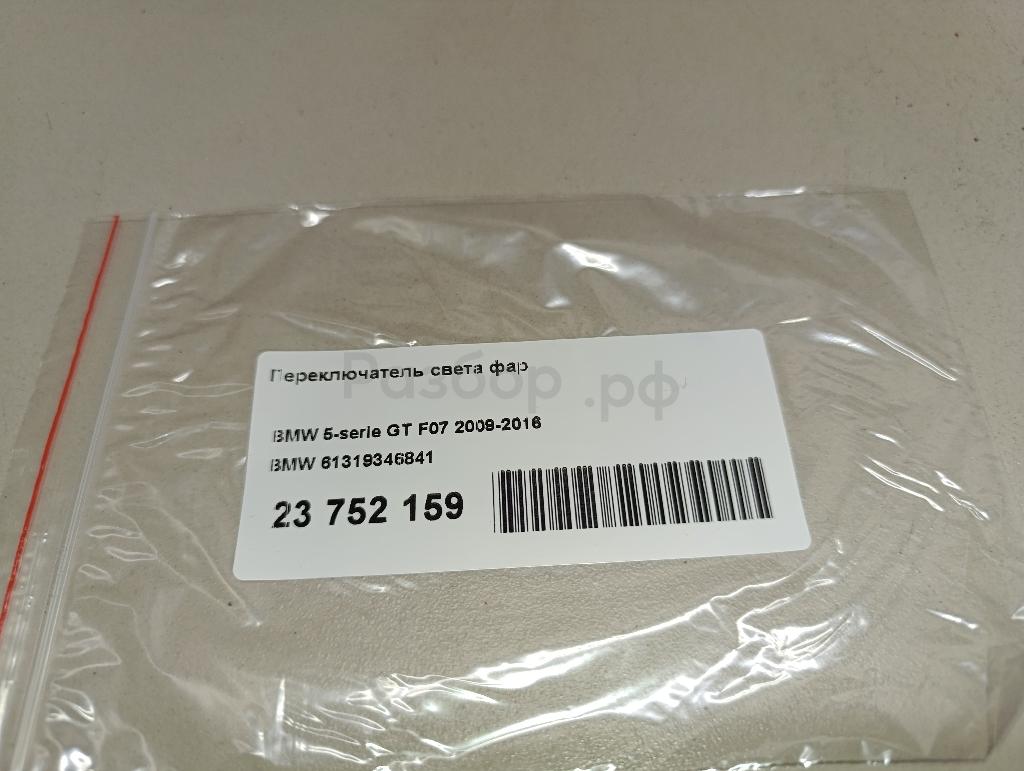 Переключатель света фар
Разбор.рф
BMW 5-serie GT F07 2009-2016
BMW 61319346841
23 752 159